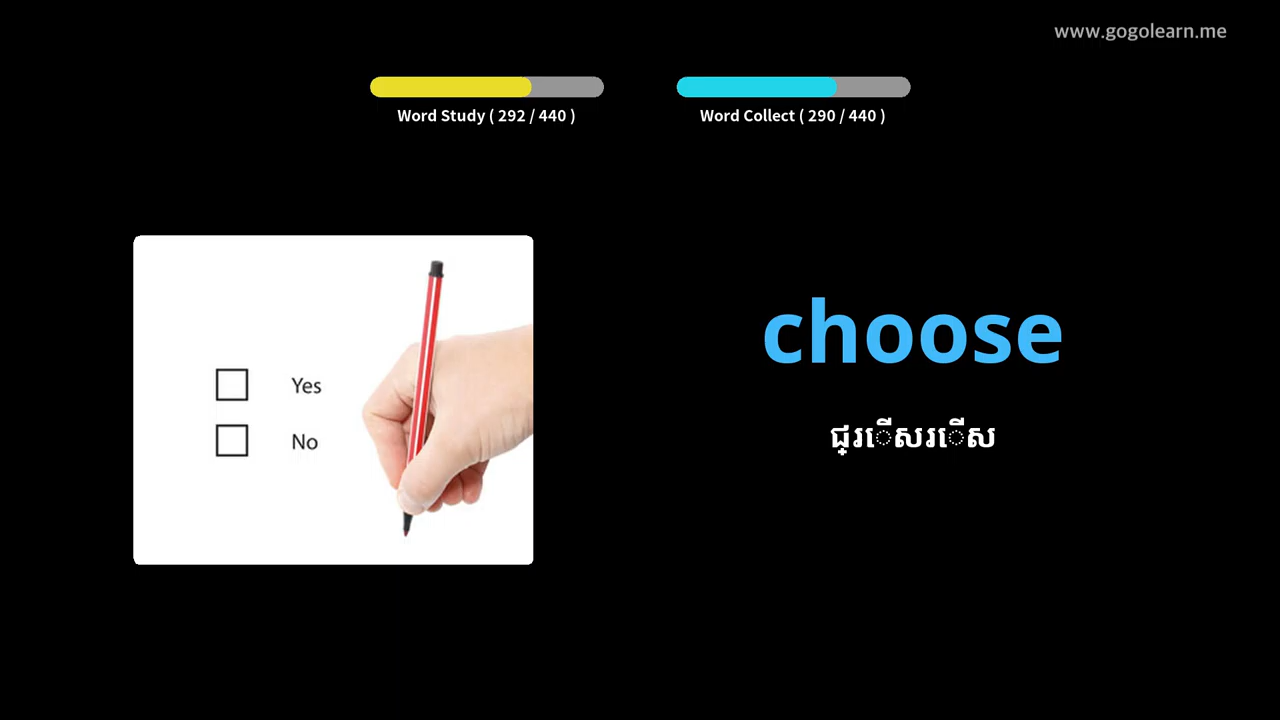 www.gogolearn.me
Word Study ( 292 / 440 )
Word Collect ( 290 / 440 )
choose
ជ្រើសរើស
Yes
No